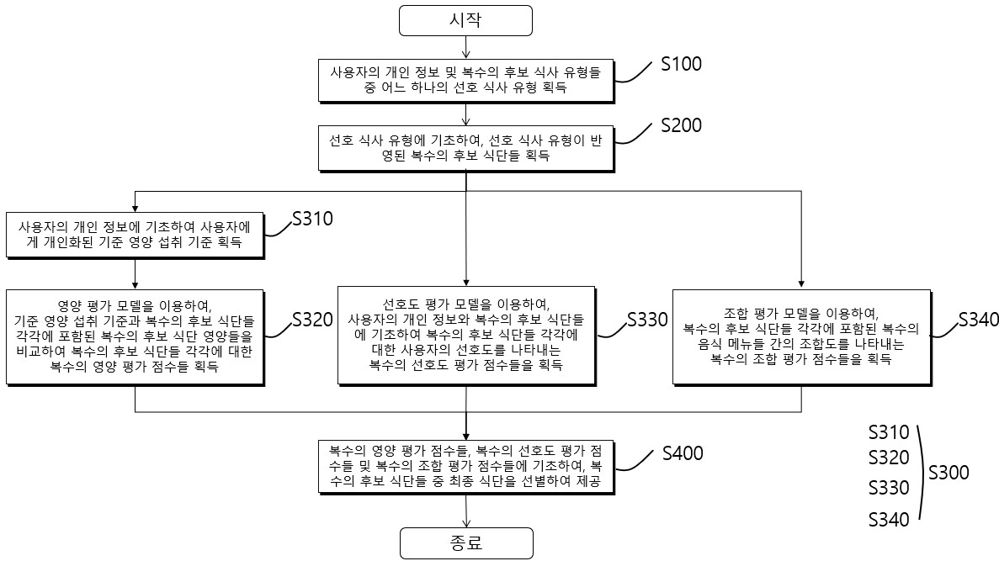 시작
사용자의 개인 정보 및 복수의 후보 식사 유형들
중 어느 하나의 선호 식사 유형 획득
S100
선호 식사 유형에 기초하여, 선호 식사 유형이 반
영된 복수의 후보 식단들 획득
S200
사용자의 개인 정보에 기초하여 사용자에
게 개인화된 기준 영양 섭취 기준 획득
S310
영양 평가 모델을 이용하여,
기준 영양 섭취 기준과 복수의 후보 식단들
각각에 포함된 복수의 후보 식단 영양들을
비교하여 복수의 후보 식단들 각각에 대한
복수의 영양 평가 점수들 획득
S320
선호도 평가 모델을 이용하여,
사용자의 개인 정보와 복수의 후보 식단들
에 기초하여 복수의 후보 식단들 각각에
대한 사용자의 선호도를 나타내는
복수의 선호도 평가 점수들을 획득
S330
조합 평가 모델을 이용하여,
복수의 후보 식단들 각각에 포함된 복수의
음식 메뉴들 간의 조합도를 나타내는
복수의 조합 평가 점수들을 획득
S340
복수의 영양 평가 점수들, 복수의 선호도 평가 점
수들 및 복수의 조합 평가 점수들에 기초하여, 복
수의 후보 식단들 중 최종 식단을 선별하여 제공
S400
S310
S320
S330
S340
S300
종료